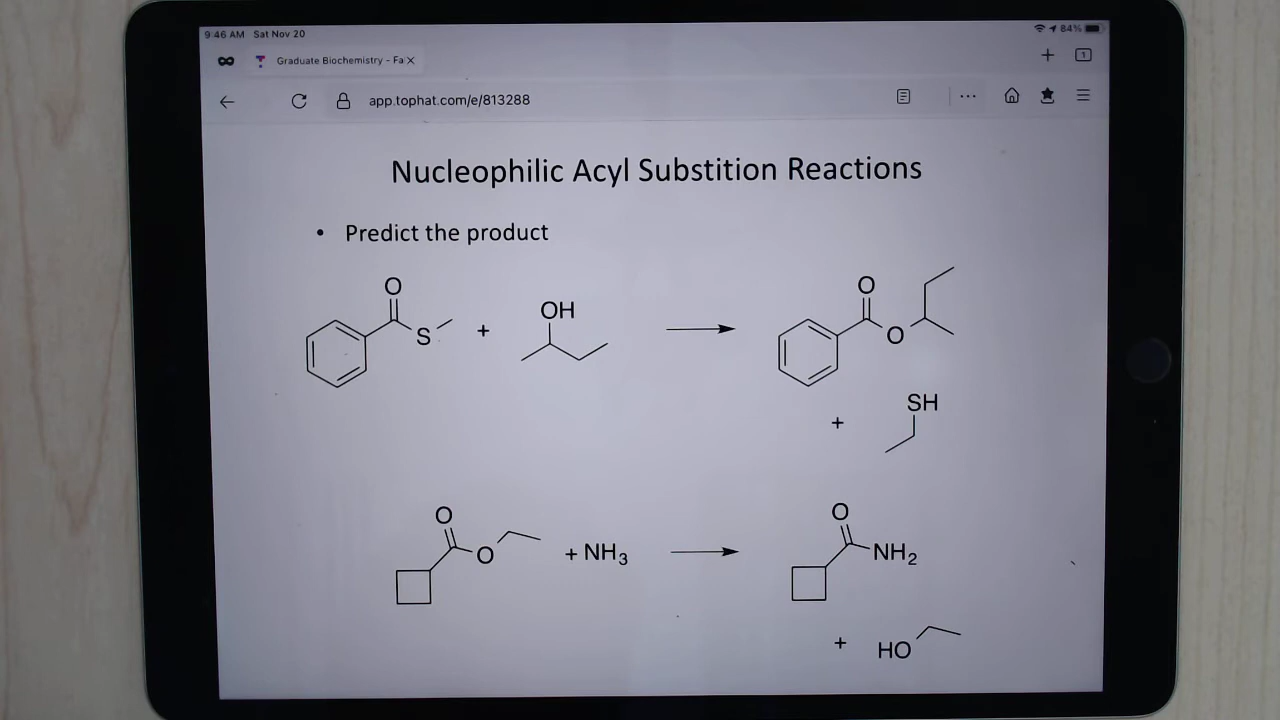 9:46 AM Sat Nov 20
84%
Graduate Biochemistry - Fa
1
app.tophat.com/e/813288
Nucleophilic Acyl Substition Reactions
• Predict the product
O
S
+
OH
O
O
+
SH
O
O
+ NH3
O
NH2
+
HO